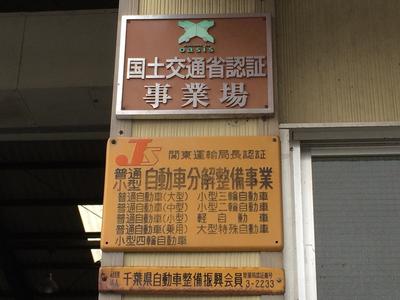 oasis
国土交通省認証
事業場
JS 関東運輸局長認証
普通 小型 自動車分解整備事業
普通自動車(大型) 小型三輪自動車
普通自動車(中型) 小型二輪自動車
普通自動車(小型) 軽自動車
普通自動車(乗用) 大型特殊自動車
小型四輪自動車
社団法人 千葉県自動車整備振興会員 3-2233